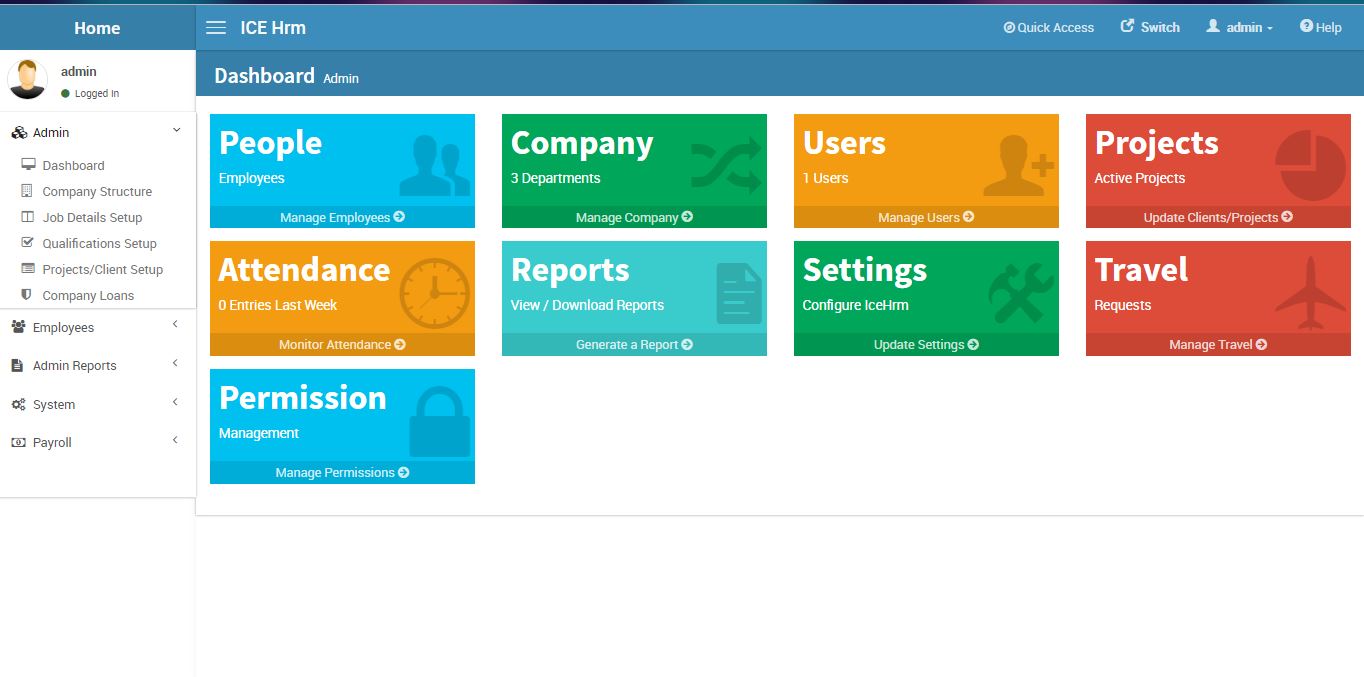 Home
ICE Hrm
Quick Access
Switch
admin
Help
admin
Logged In
Dashboard Admin
Admin
Dashboard
Company Structure
Job Details Setup
Qualifications Setup
Projects/Client Setup
Company Loans
Employees
Admin Reports
System
Payroll
People
Employees
Manage Employees
Company
3 Departments
Manage Company
Users
1 Users
Manage Users
Projects
Active Projects
Update Clients/Projects
Attendance
0 Entries Last Week
Monitor Attendance
Reports
View / Download Reports
Generate a Report
Settings
Configure IceHrm
Update Settings
Travel
Requests
Manage Travel
Permission
Management
Manage Permissions